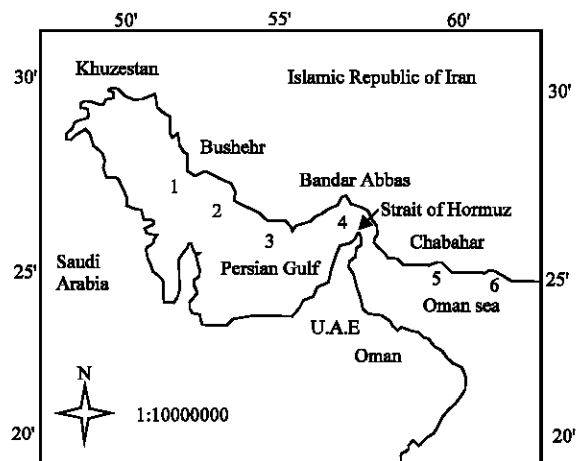 50' 55' 60'
30' Khuzestan Islamic Republic of Iran 30'
Bushehr
1 2 Bandar Abbas
4 Strait of Hormuz
3 Chabahar
25' Saudi Arabia Persian Gulf 5 6 25'
Oman sea
U.A.E
Oman
N
1:10000000
20' 20'